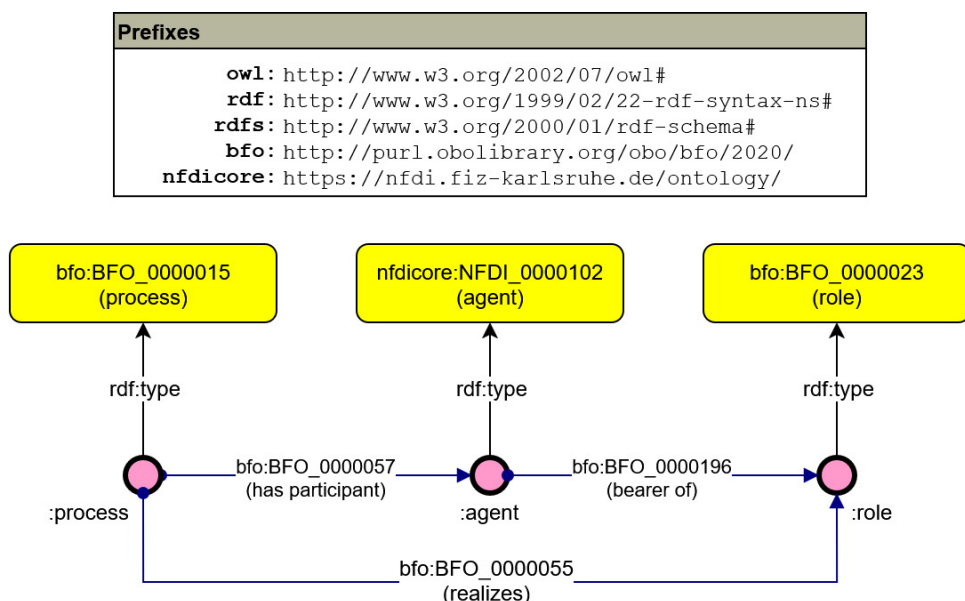 Prefixes
owl: http://www.w3.org/2002/07/owl#
rdf: http://www.w3.org/1999/02/22-rdf-syntax-ns#
rdfs: http://www.w3.org/2000/01/rdf-schema#
bfo: http://purl.obolibrary.org/obo/bfo/2020/
nfdicore: https://nfdi.fiz-karlsruhe.de/ontology/
bfo:BFO_0000015
(process)
nfdicore:NFDI_0000102
(agent)
bfo:BFO_0000023
(role)
rdf:type
rdf:type
rdf:type
bfo:BFO_0000057
(has participant)
bfo:BFO_0000196
(bearer of)
:process
:agent
:role
bfo:BFO_0000055
(realizes)